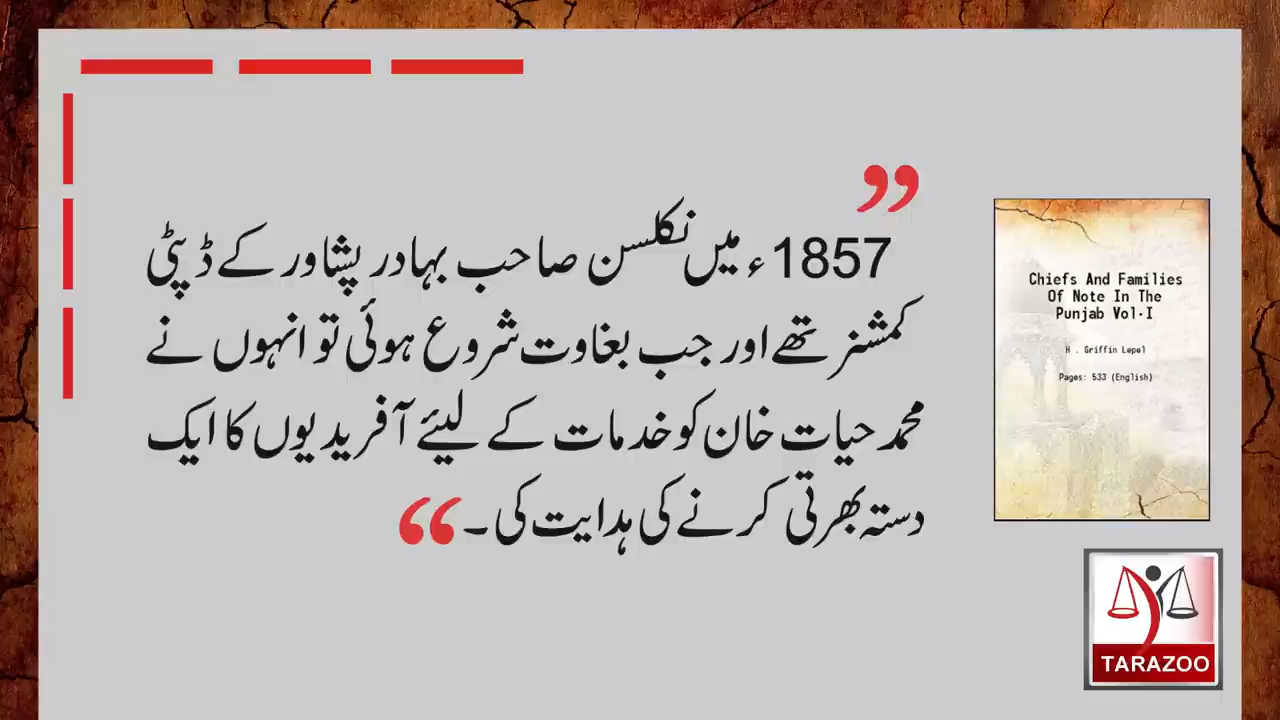 1857ء میں نکلسن صاحب بہادر پشاور کے ڈپٹی
کمشنر تھے اور جب بغاوت شروع ہوئی تو انہوں نے
محمد حیات خان کو خدمات کے لیئے آفریدیوں کا ایک
دستہ بھرتی کرنے کی ہدایت کی۔
Chiefs And Families
Of Note In The
Punjab Vol-I
H . Griffin Lepel
Pages: 533 (English)
TARAZOO